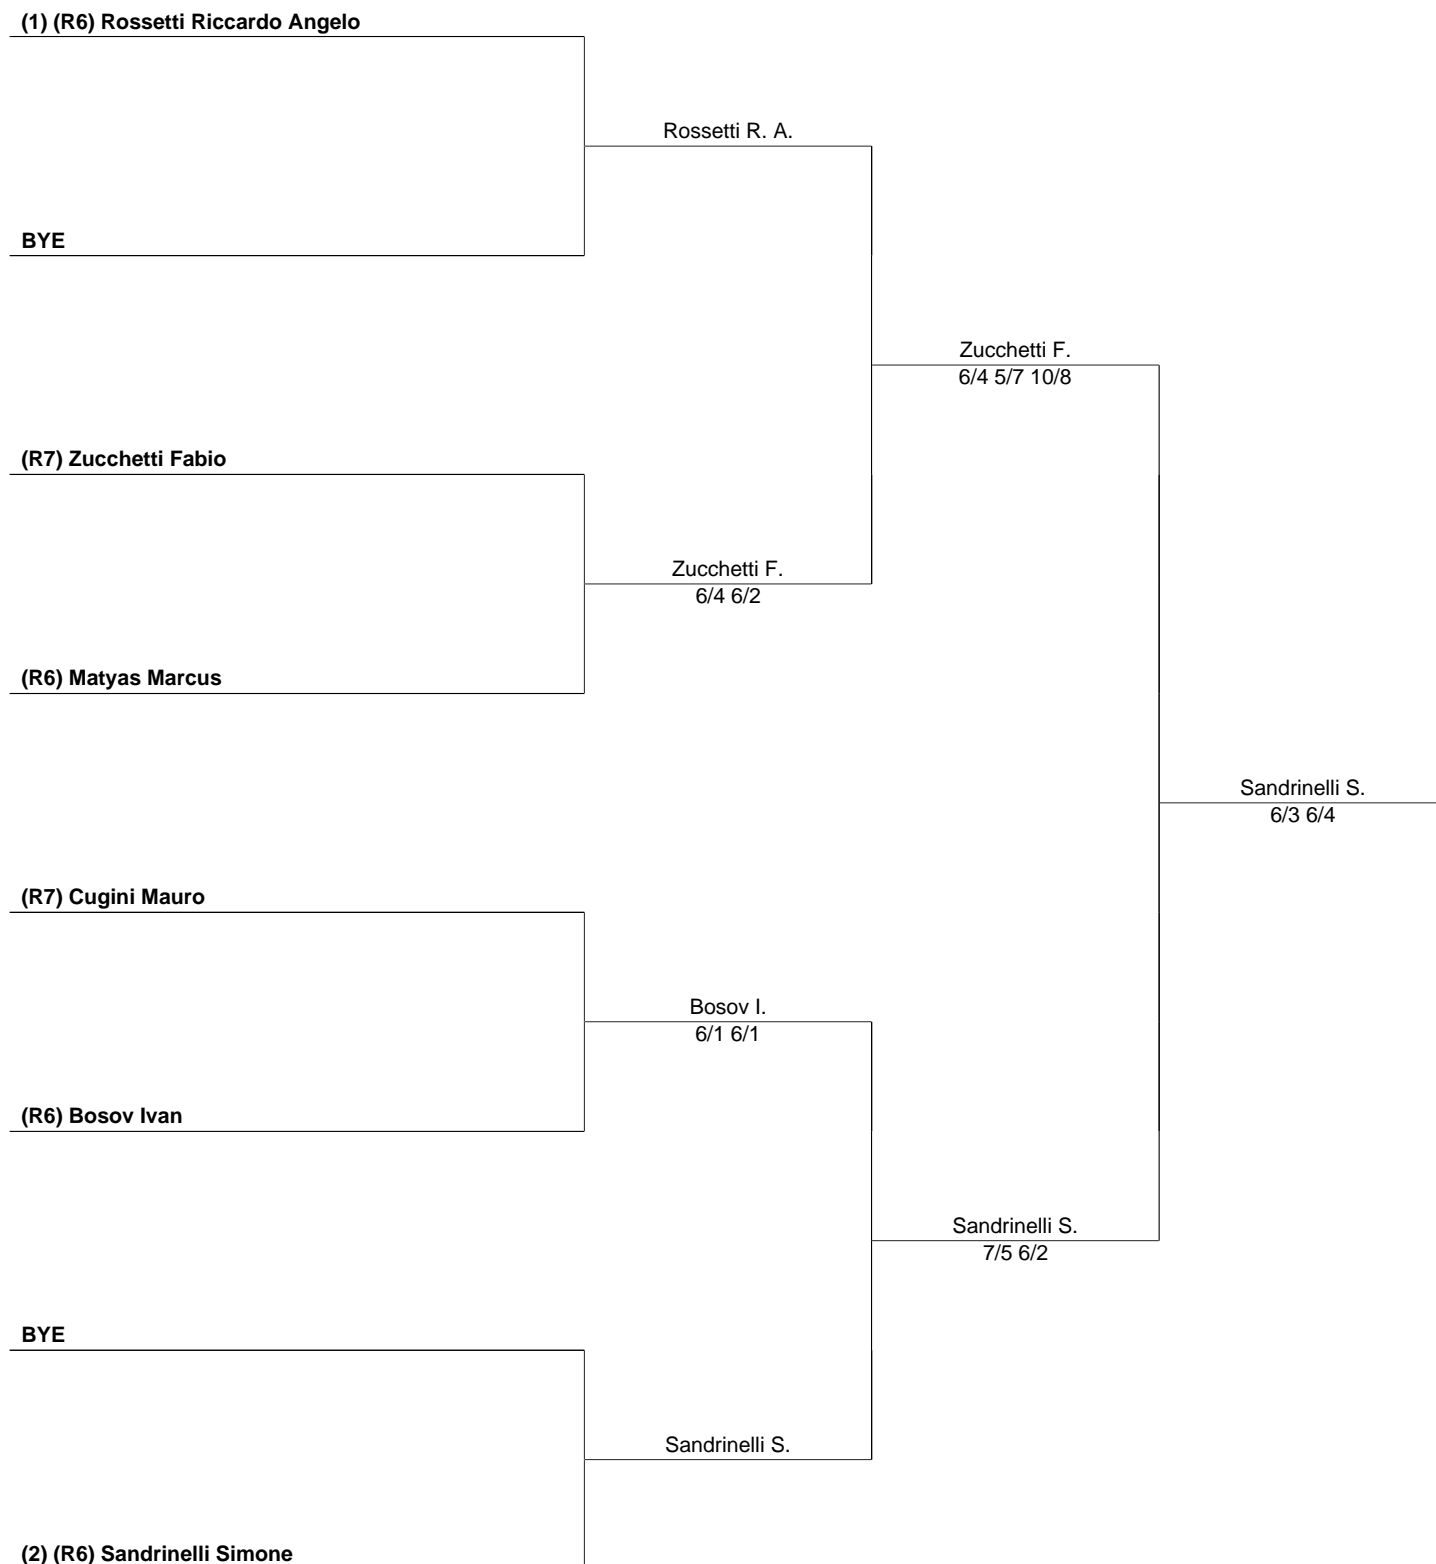 (1) (R6) Rossetti Riccardo Angelo
Rossetti R. A.
BYE
Zucchetti F.
6/4 5/7 10/8
(R7) Zucchetti Fabio
Zucchetti F.
6/4 6/2
(R6) Matyas Marcus
Sandrinelli S.
6/3 6/4
(R7) Cugini Mauro
Bosov I.
6/1 6/1
(R6) Bosov Ivan
Sandrinelli S.
7/5 6/2
BYE
Sandrinelli S.
(2) (R6) Sandrinelli Simone